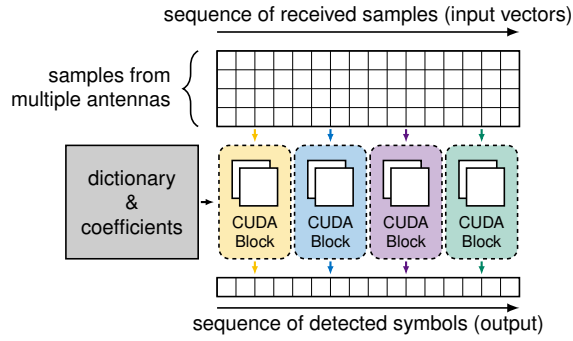 sequence of received samples (input vectors)
samples from
multiple antennas
dictionary
&
coefficients
CUDA
Block
CUDA
Block
CUDA
Block
CUDA
Block
sequence of detected symbols (output)